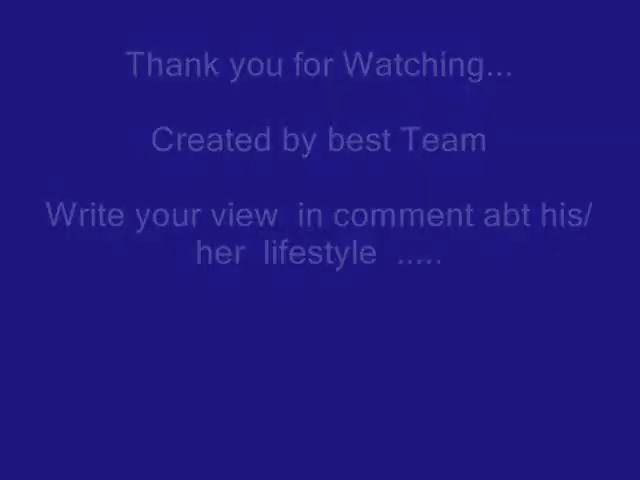 Thank you for Watching...
Created by best Team
Write your view  in comment abt his/
her  lifestyle  .....